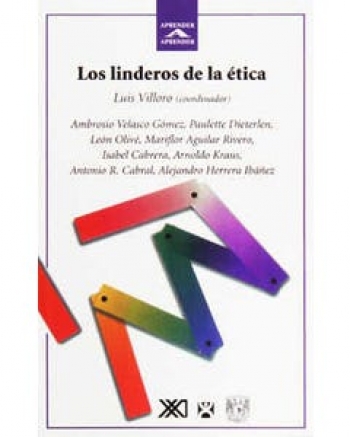 APRENDER
APRENDER
Los linderos de la ética
Luis Villoro (coordinador)
Ambrosio Velasco Gómez, Paulette Dieterlen,
León Olivé, Mariflor Aguilar Rivero,
Isabel Cabrera, Arnoldo Kraus,
Antonio R. Cabral, Alejandro Herrera Ibáñez
XXI